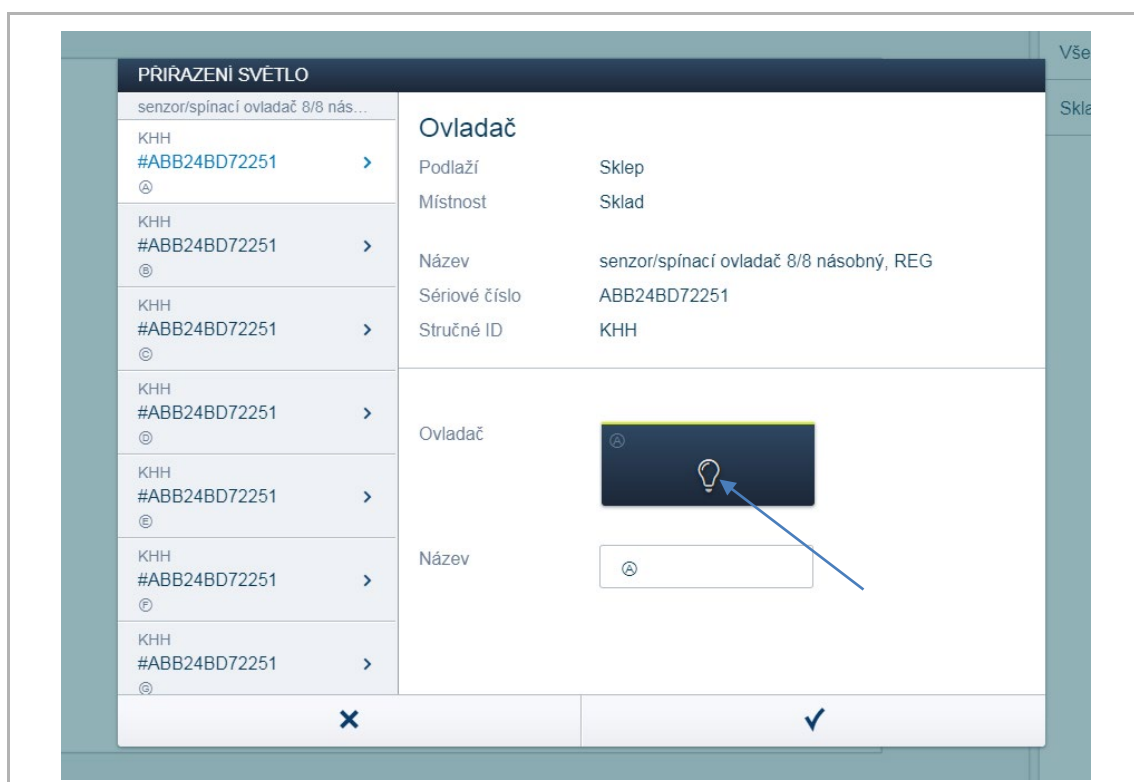 PŘIŘAZENÍ SVĚTLO
senzor/spínací ovladač 8/8 nás...
KHH
#ABB24BD72251
Ⓐ
KHH
#ABB24BD72251
Ⓑ
KHH
#ABB24BD72251
Ⓒ
KHH
#ABB24BD72251
Ⓓ
KHH
#ABB24BD72251
Ⓔ
KHH
#ABB24BD72251
Ⓕ
KHH
#ABB24BD72251
Ⓖ
Ovladač
Podlaží Sklep
Místnost Sklad
Název senzor/spínací ovladač 8/8 násobný, REG
Sériové číslo ABB24BD72251
Stručné ID KHH
Ovladač Ⓐ
Název Ⓐ
Vše
Skla